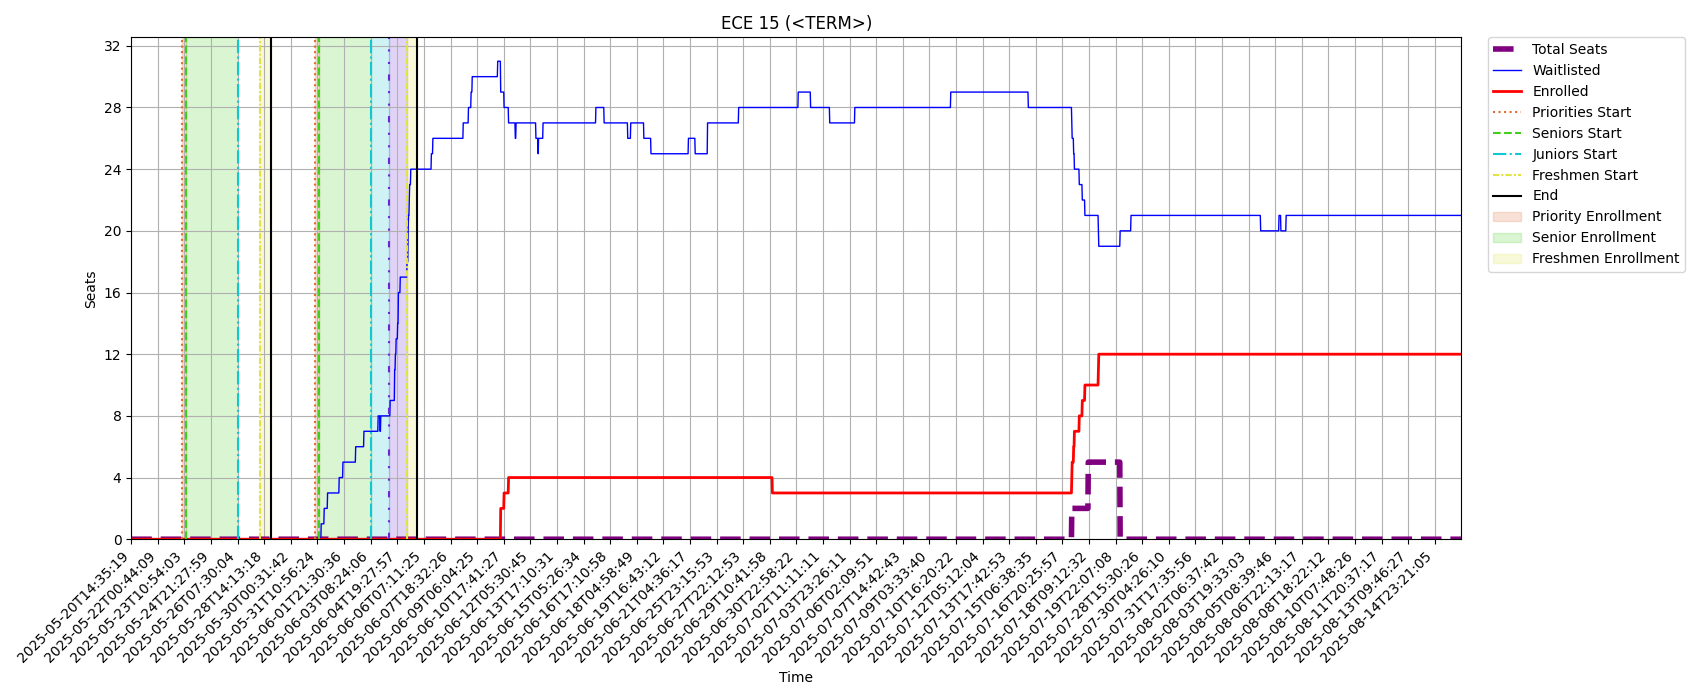 ECE 15 (<TERM>)
Total Seats
Waitlisted
Enrolled
Priorities Start
Seniors Start
Juniors Start
Freshmen Start
End
Priority Enrollment
Senior Enrollment
Freshmen Enrollment
Seats
32
28
24
20
16
12
8
4
0
2025-05-20T14:35:19
2025-05-22T00:44:09
2025-05-23T10:54:03
2025-05-24T21:27:59
2025-05-26T07:30:04
2025-05-28T14:13:18
2025-05-30T00:31:42
2025-05-31T10:56:24
2025-06-01T21:30:36
2025-06-03T08:24:06
2025-06-04T19:27:57
2025-06-06T07:11:25
2025-06-07T18:32:26
2025-06-09T06:04:25
2025-06-10T17:41:27
2025-06-12T05:30:45
2025-06-13T17:10:31
2025-06-15T05:26:34
2025-06-16T17:10:58
2025-06-18T04:58:49
2025-06-19T16:43:12
2025-06-21T04:36:17
2025-06-25T23:15:53
2025-06-27T22:12:53
2025-06-29T10:41:58
2025-06-30T22:58:22
2025-07-02T11:11:11
2025-07-03T23:26:11
2025-07-06T02:09:51
2025-07-07T14:42:43
2025-07-09T03:33:40
2025-07-10T16:20:22
2025-07-12T05:12:04
2025-07-13T17:42:53
2025-07-15T06:38:35
2025-07-16T20:25:57
2025-07-18T09:12:32
2025-07-19T22:07:08
2025-07-28T15:30:26
2025-07-30T04:26:10
2025-07-31T17:35:56
2025-08-02T06:37:42
2025-08-03T19:33:03
2025-08-05T08:39:46
2025-08-06T22:13:17
2025-08-08T18:22:12
2025-08-10T07:48:26
2025-08-11T20:37:17
2025-08-13T09:46:27
2025-08-14T23:21:05
Time